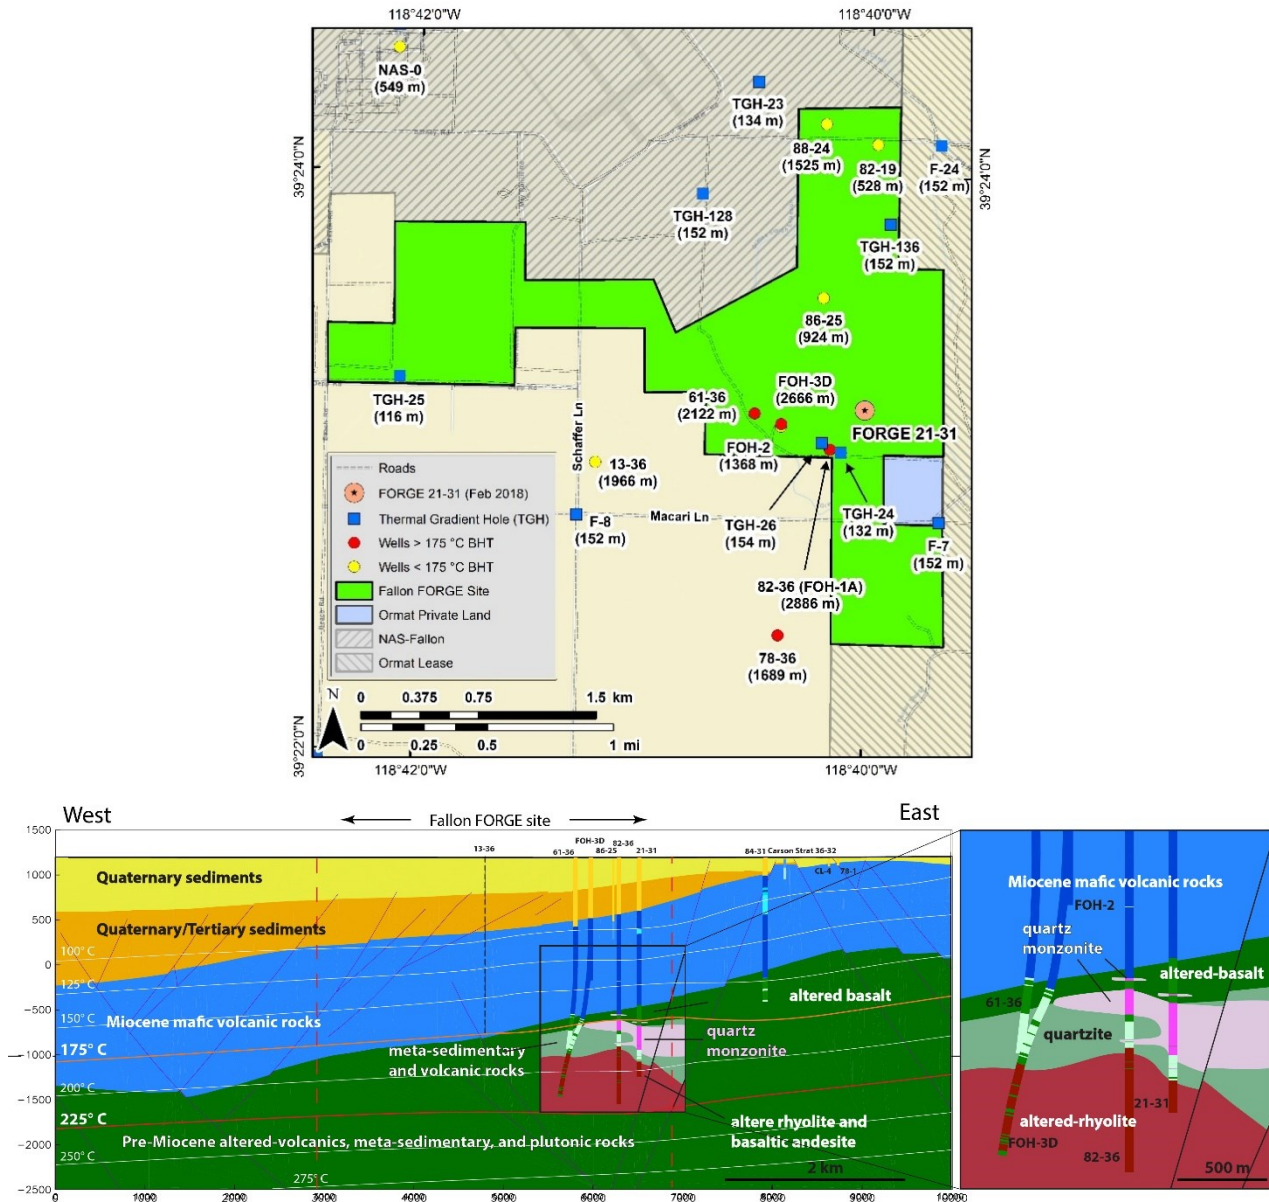 118°42'0"W
118°40'0"W
NAS-0
(549 m)
TGH-23
(134 m)
88-24
(1525 m)
82-19
(528 m)
F-24
(152 m)
39°24'0"N
39°24'0"N
TGH-128
(152 m)
TGH-136
(152 m)
86-25
(924 m)
TGH-25
(116 m)
61-36
(2122 m)
FOH-3D
(2666 m)
FORGE 21-31
FOH-2
(1368 m)
Schaffer Ln
13-36
(1966 m)
F-8
(152 m)
Macari Ln
TGH-26
(154 m)
TGH-24
(132 m)
F-7
(152 m)
82-36 (FOH-1A)
(2886 m)
78-36
(1689 m)
Roads
FORGE 21-31 (Feb 2018)
Thermal Gradient Hole (TGH)
Wells > 175 °C BHT
Wells < 175 °C BHT
Fallon FORGE Site
Ormat Private Land
NAS-Fallon
Ormat Lease
N
0 0.375 0.75 1.5 km
0 0.25 0.5 1 mi
39°22'0"N
118°42'0"W
118°40'0"W
West
Fallon FORGE site
East
1500
1000
500
0
−500
−1000
−1500
−2000
−2500
13-36
61-36
FOH-3D
86-25
82-36
21-31
84-31
Carson Strat 36-32
CL-4
78-1
Quaternary sediments
Quaternary/Tertiary sediments
100° C
125° C
Miocene mafic volcanic rocks
150° C
175° C
altered basalt
quartz
monzonite
meta-sedimentary
and volcanic rocks
200° C
225° C
altere rhyolite and
basaltic andesite
Pre-Miocene altered-volcanics, meta-sedimentary, and plutonic rocks
250° C
275° C
2 km
0 1000 2000 3000 4000 5000 6000 7000 8000 9000 10000
Miocene mafic volcanic rocks
FOH-2
quartz
monzonite
altered-basalt
61-36
quartzite
21-31
altered-rhyolite
FOH-3D
82-36
500 m